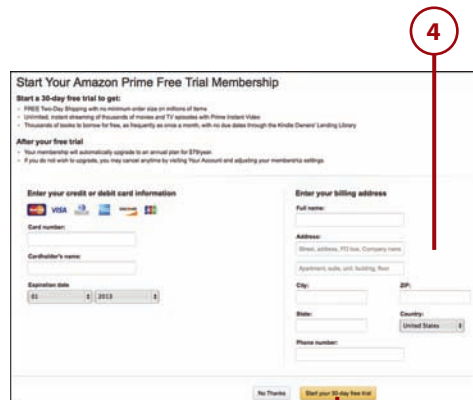 4
Start Your Amazon Prime Free Trial Membership
Start a 30-day free trial to get:
FREE Two-Day Shipping with no minimum order size on millions of items
Unlimited, instant streaming of thousands of movies and TV episodes with Prime Instant Video
Thousands of books to borrow for free, as frequently as once a month, with no due dates through the Kindle Owners' Lending Library
After your free trial
Your membership will automatically upgrade to an annual plan for $79/year.
If you do not wish to upgrade, you may cancel anytime by visiting Your Account and adjusting your membership settings.
Enter your credit or debit card information
VISA
Card number:
Cardholder's name:
Expiration date
01 2013
Enter your billing address
Full name:
Address:
Street, address, PO box, Company name
Apartment, suite, unit, building, floor
City: ZIP:
State: Country:
United States
Phone number:
No Thanks Start your 30-day free trial